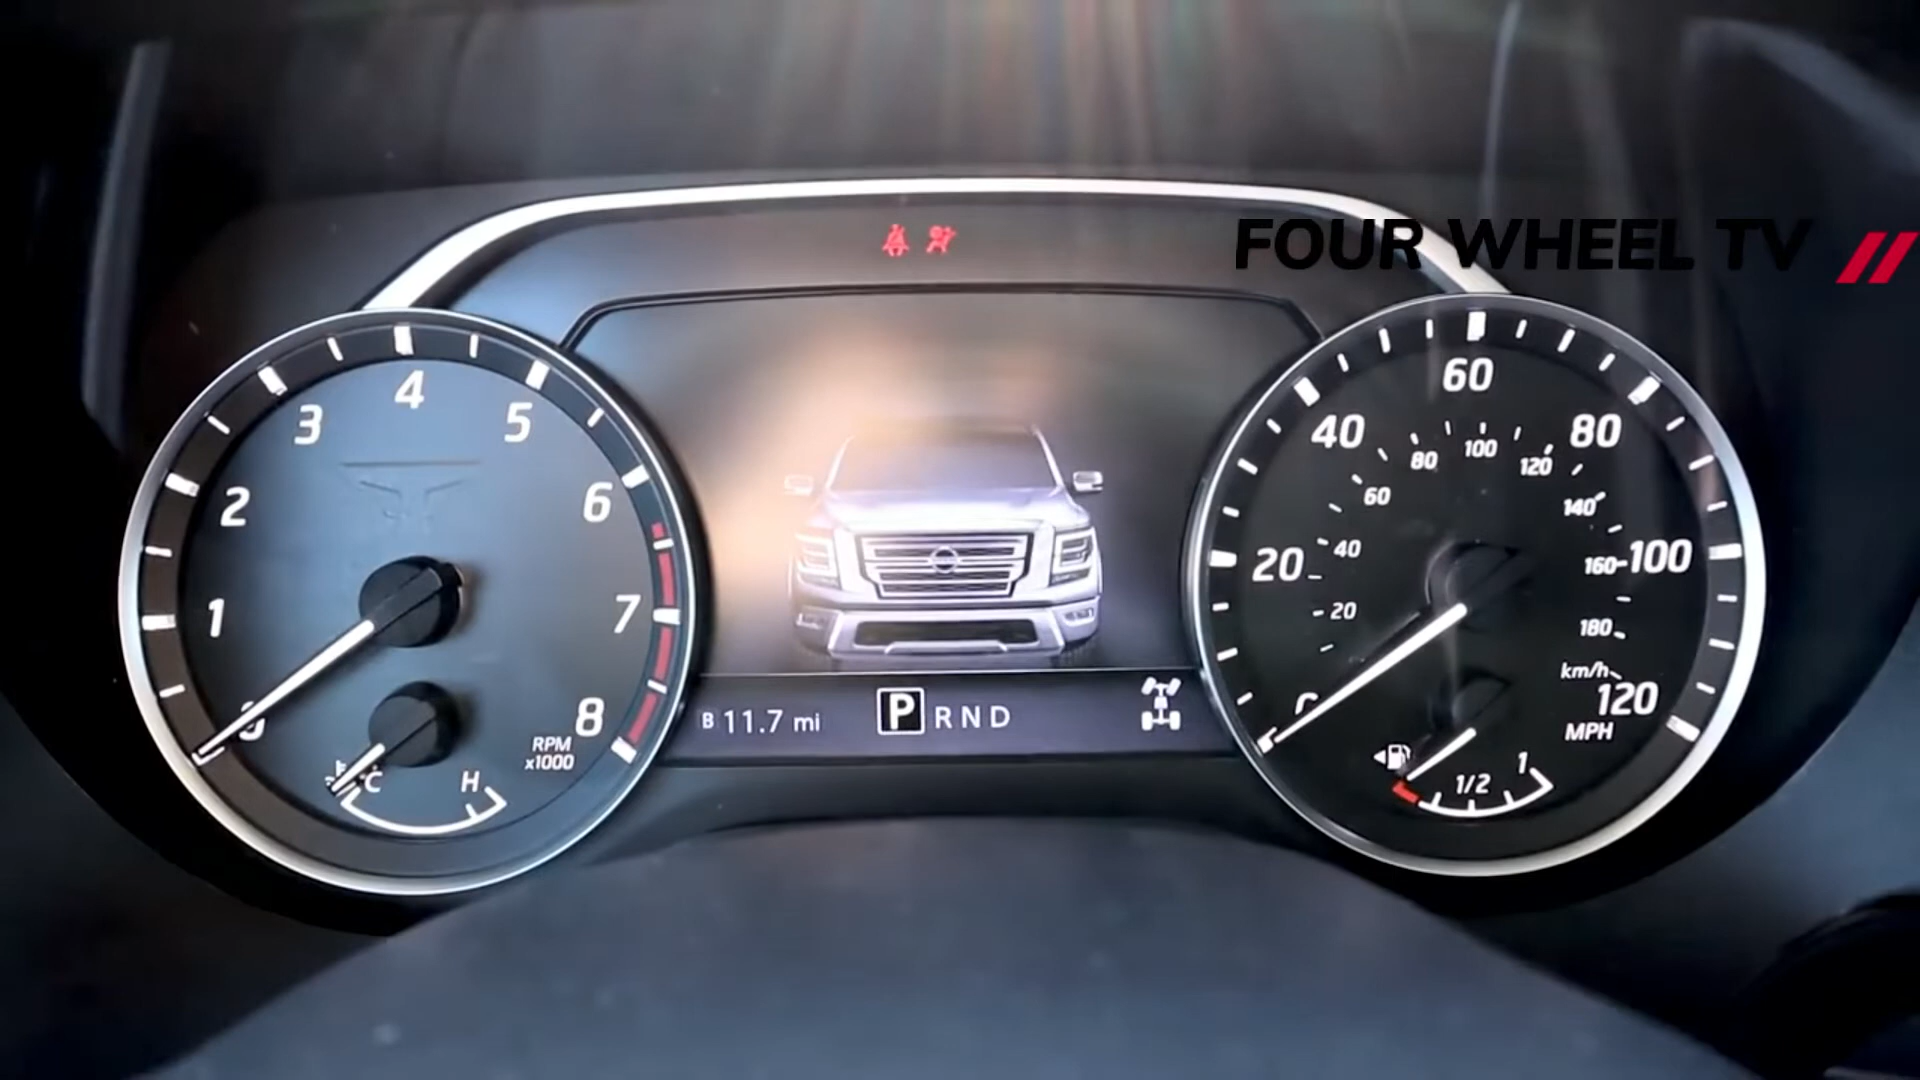 FOUR WHEEL TV
0 1 2 3 4 5 6 7 8
RPM
x1000
C H
B 11.7 mi
P R N D
20 40 60 80 100 120
20 40 60 80 100 120 140 160 180
km/h
MPH
1/2 1